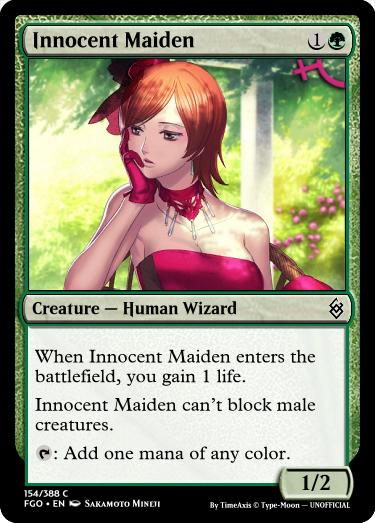 Innocent Maiden 1
Creature — Human Wizard
When Innocent Maiden enters the
battlefield, you gain 1 life.
Innocent Maiden can't block male
creatures.
: Add one mana of any color.
1/2
154/388 C
FGO • EN Sakamoto Mineji
By TimeAxis © Type-Moon — UNOFFICIAL